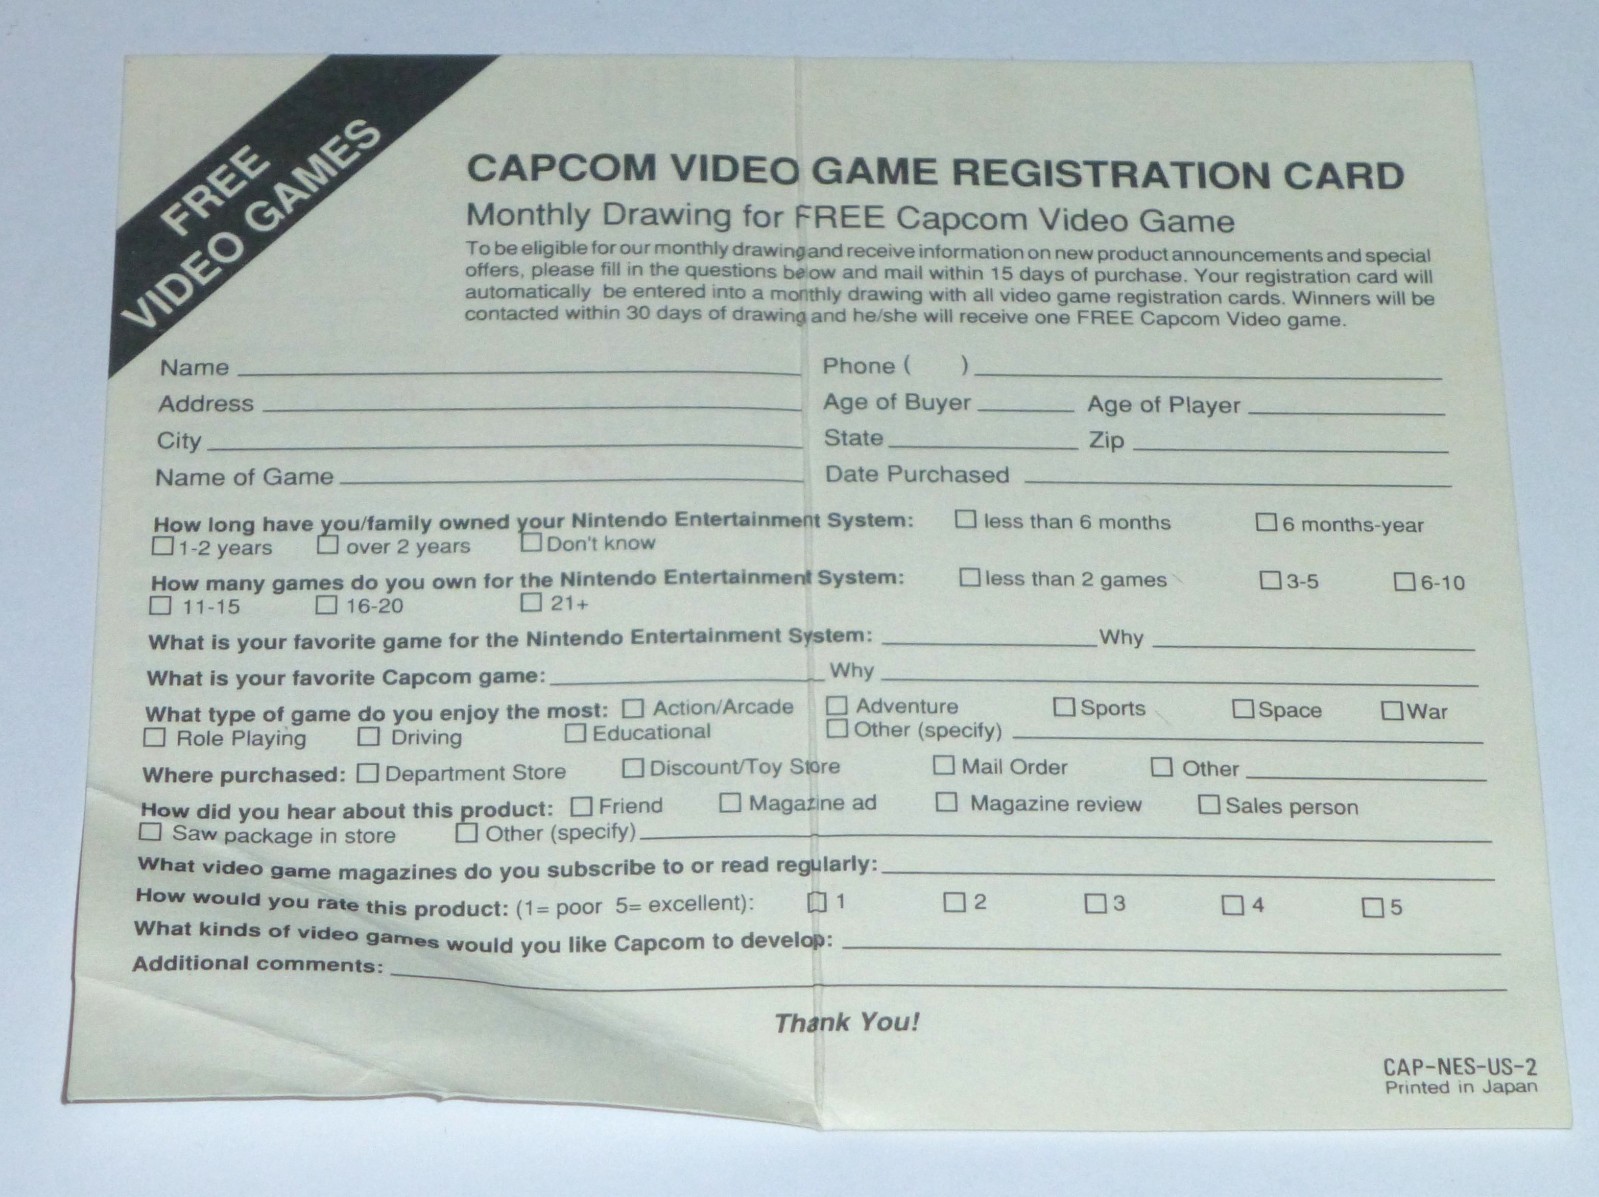 FREE
VIDEO GAMES
CAPCOM VIDEO GAME REGISTRATION CARD
Monthly Drawing for FREE Capcom Video Game
To be eligible for our monthly drawing and receive information on new product announcements and special
offers, please fill in the questions below and mail within 15 days of purchase. Your registration card will
automatically be entered into a monthly drawing with all video game registration cards. Winners will be
contacted within 30 days of drawing and he/she will receive one FREE Capcom Video game.
Name Phone ( )
Address Age of Buyer Age of Player
City State Zip
Name of Game Date Purchased
How long have you/family owned your Nintendo Entertainment System: less than 6 months 6 months-year
1-2 years over 2 years Don't know
How many games do you own for the Nintendo Entertainment System: less than 2 games 3-5 6-10
11-15 16-20 21+
What is your favorite game for the Nintendo Entertainment System: Why
What is your favorite Capcom game: Why
What type of game do you enjoy the most: Action/Arcade Adventure Sports Space War
Role Playing Driving Educational Other (specify)
Where purchased: Department Store Discount/Toy Store Mail Order Other
How did you hear about this product: Friend Magazine ad Magazine review Sales person
Saw package in store Other (specify)
What video game magazines do you subscribe to or read regularly:
How would you rate this product: (1= poor 5= excellent): 1 2 3 4 5
What kinds of video games would you like Capcom to develop:
Additional comments:
Thank You!
CAP-NES-US-2
Printed in Japan